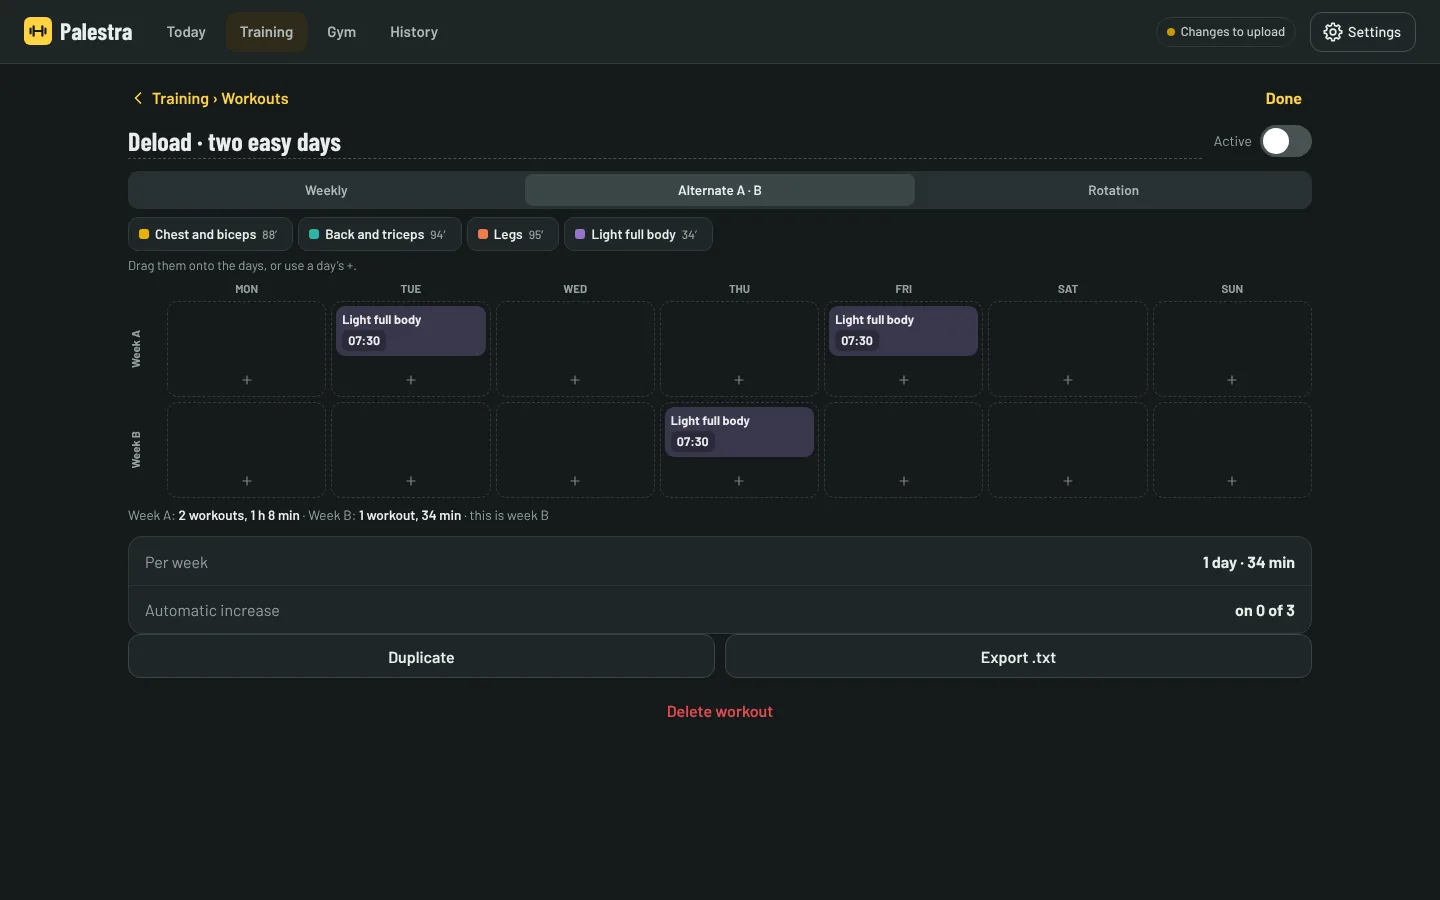 Palestra
Today
Training
Gym
History
Changes to upload
Settings
Training › Workouts
Done
Deload · two easy days
Active
Weekly
Alternate A · B
Rotation
Chest and biceps 88′
Back and triceps 94′
Legs 95′
Light full body 34′
Drag them onto the days, or use a day's +.
MON
TUE
WED
THU
FRI
SAT
SUN
Week A
+
Light full body
07:30
+
+
+
Light full body
07:30
+
+
+
Week B
+
+
+
Light full body
07:30
+
+
+
+
Week A: 2 workouts, 1 h 8 min · Week B: 1 workout, 34 min · this is week B
Per week
1 day · 34 min
Automatic increase
on 0 of 3
Duplicate
Export .txt
Delete workout